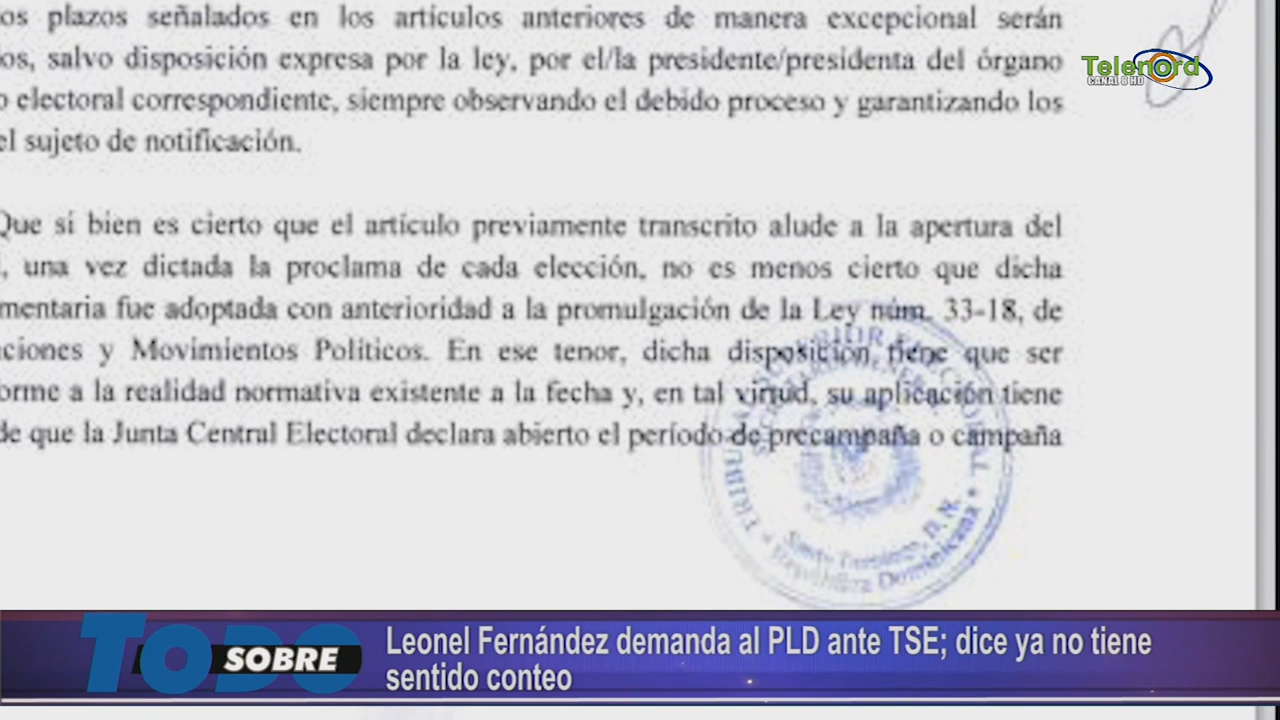 os plazos señalados en los artículos anteriores de manera excepcional serán
os, salvo disposición expresa por la ley, por el/la presidente/presidenta del órgano
o electoral correspondiente, siempre observando el debido proceso y garantizando los
el sujeto de notificación.
Que si bien es cierto que el artículo previamente transcrito alude a la apertura del
, una vez dictada la proclama de cada elección, no es menos cierto que dicha
mentaria fue adoptada con anterioridad a la promulgación de la Ley núm. 33-18, de
ciones y Movimientos Políticos. En ese tenor, dicha disposición tiene que ser
orme a la realidad normativa existente a la fecha y, en tal virtud, su aplicación tiene
de que la Junta Central Electoral declara abierto el período de precampaña o campaña
TRIBUNAL SUPERIOR ELECTORAL
Santo Domingo, D. N.
República Dominicana
Telenord
CANAL 8 HD
TODO SOBRE
Leonel Fernández demanda al PLD ante TSE; dice ya no tiene
sentido conteo